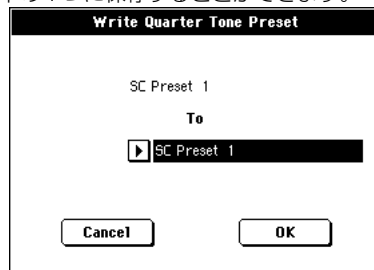 Write Quarter Tone Preset
SC Preset 1
To
SC Preset 1
Cancel
OK